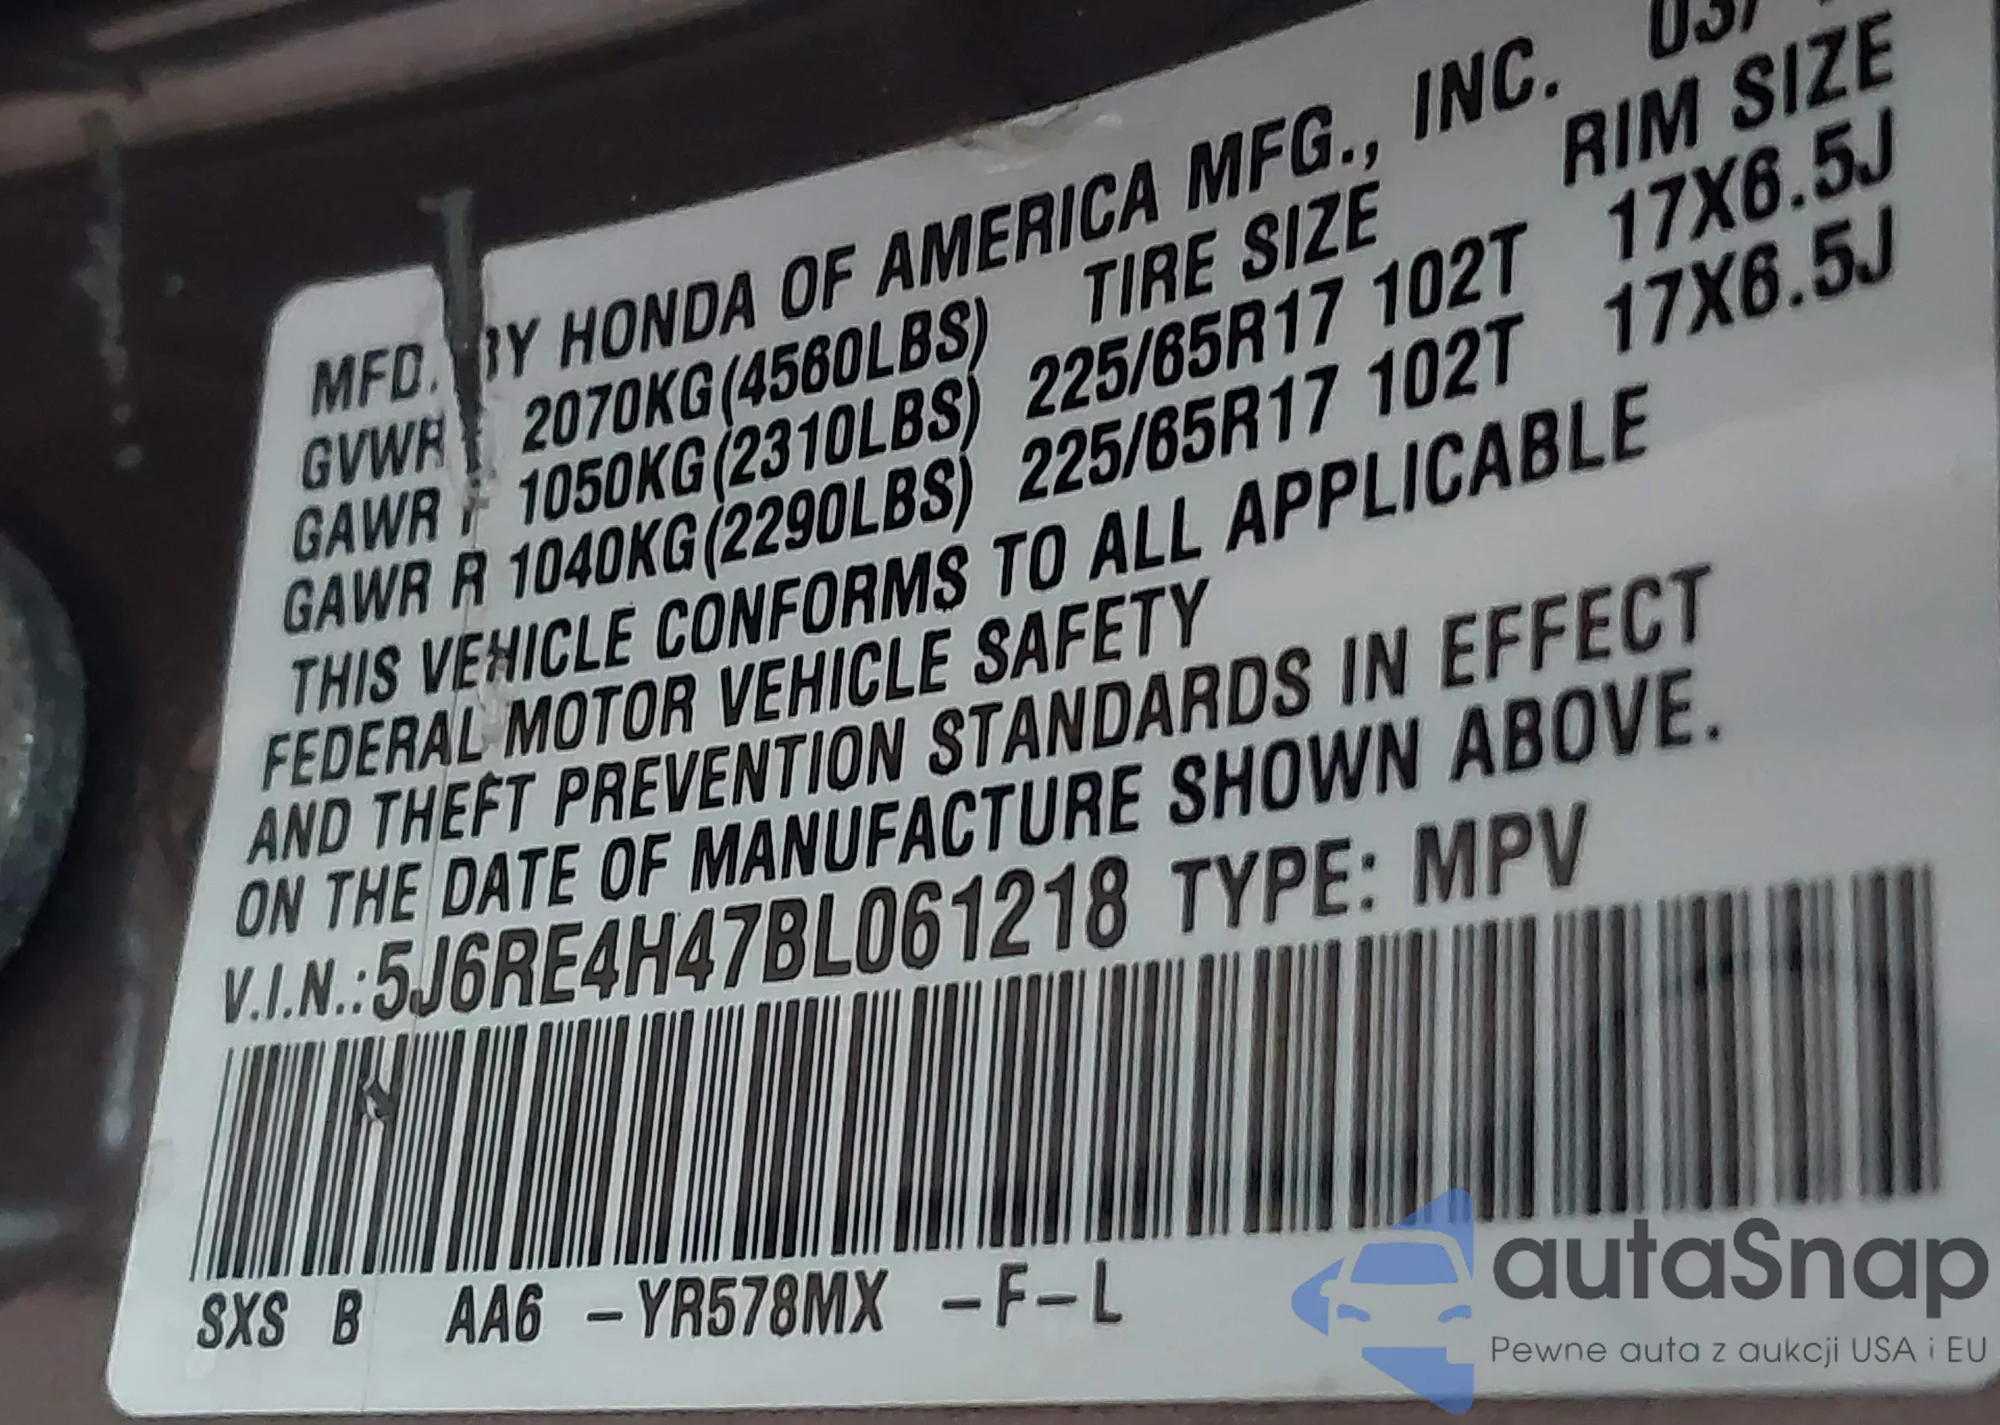 MFD. BY HONDA OF AMERICA MFG., INC. 03/
GVWR 2070KG(4560LBS) TIRE SIZE RIM SIZE
GAWR F 1050KG(2310LBS) 225/65R17 102T 17X6.5J
GAWR R 1040KG(2290LBS) 225/65R17 102T 17X6.5J
THIS VEHICLE CONFORMS TO ALL APPLICABLE
FEDERAL MOTOR VEHICLE SAFETY
AND THEFT PREVENTION STANDARDS IN EFFECT
ON THE DATE OF MANUFACTURE SHOWN ABOVE.
V.I.N.:5J6RE4H47BL061218 TYPE: MPV
SXS B AA6 -YR578MX -F-L
autaSnap
Pewne auta z aukcji USA i EU